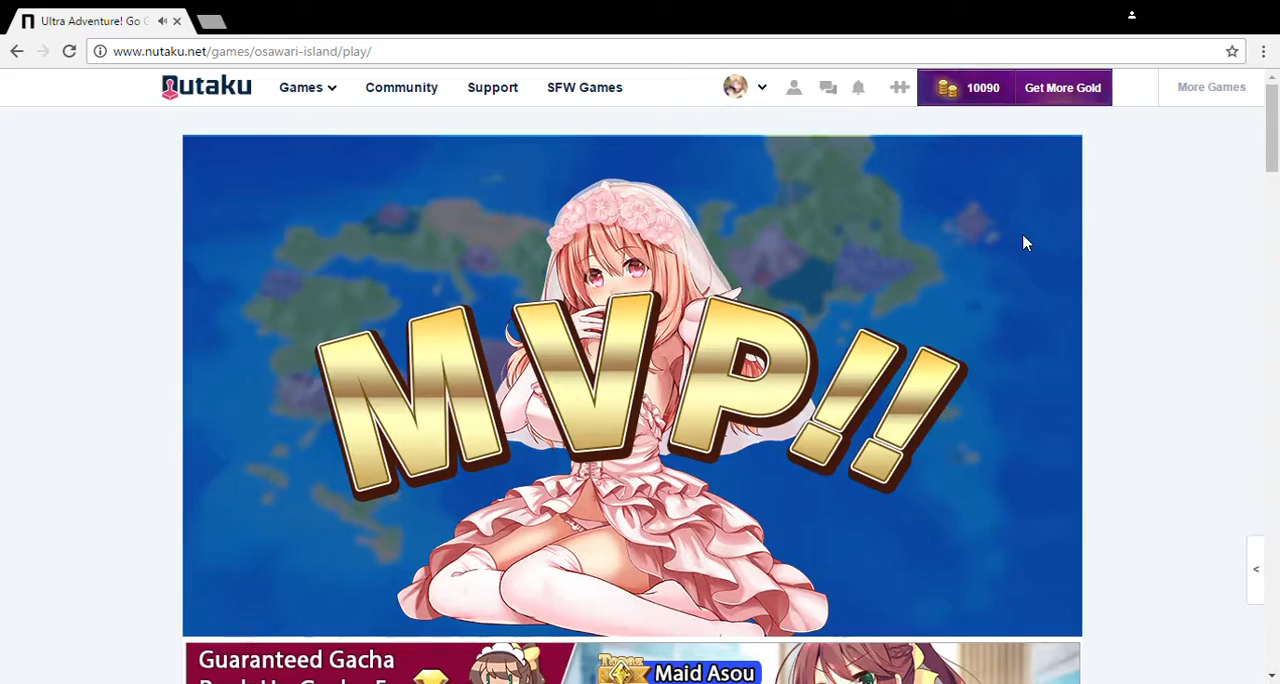 Ultra Adventure! Go
www.nutaku.net/games/osawari-island/play/
nutaku Games Community Support SFW Games 10090 Get More Gold More Games
MVP!!
Guaranteed Gacha
Maid Asou